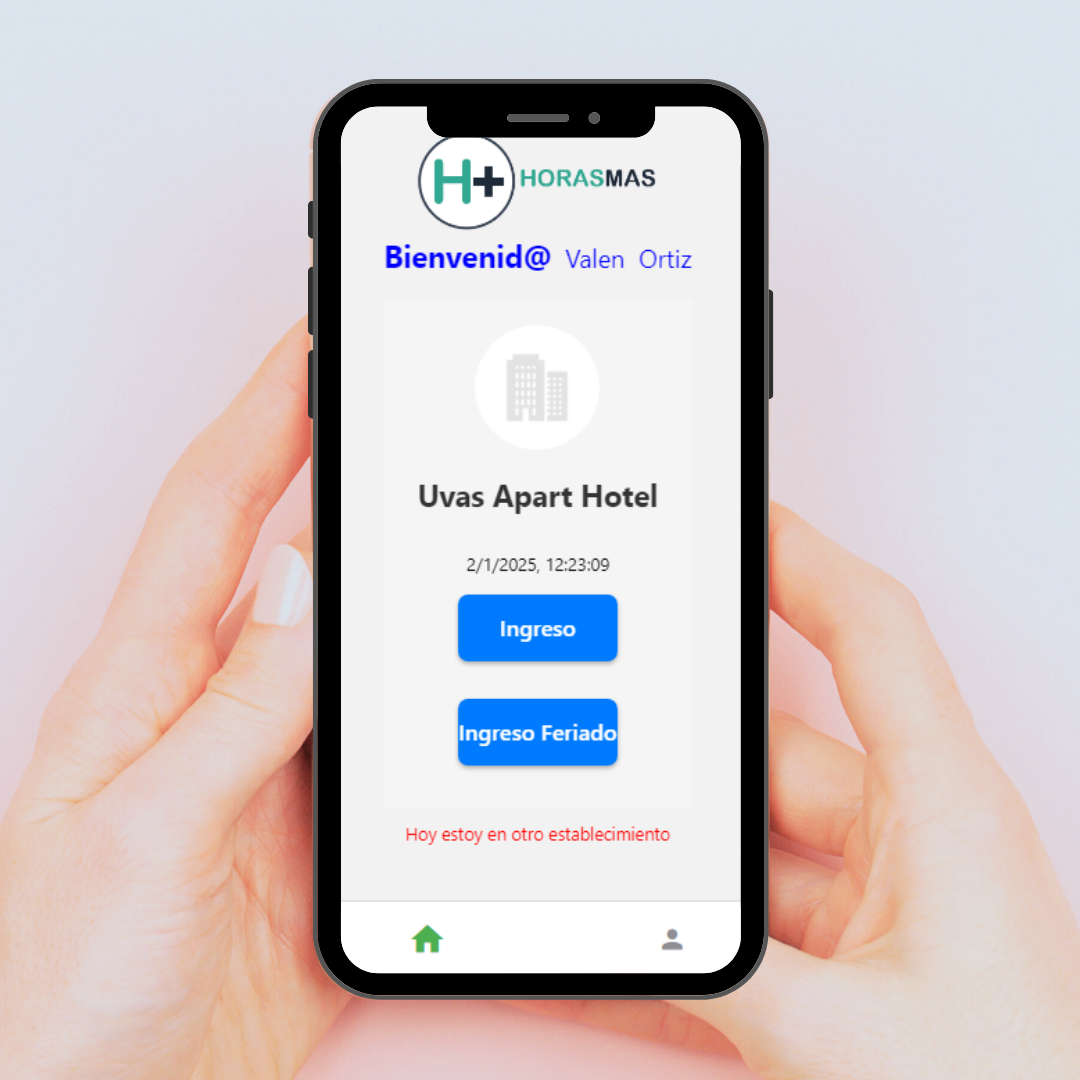 H+ HORASMAS
Bienvenid@ Valen Ortiz
Uvas Apart Hotel
2/1/2025, 12:23:09
Ingreso
Ingreso Feriado
Hoy estoy en otro establecimiento